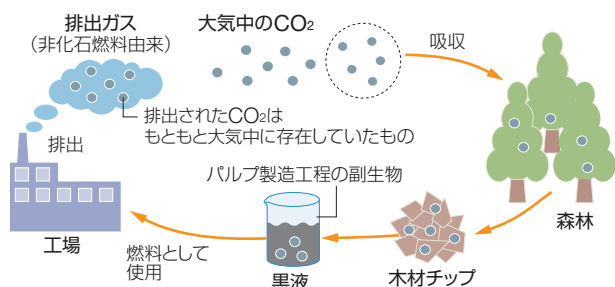 排出ガス
（非化石燃料由来）
大気中のCO₂
吸収
排出されたCO₂は
もともと大気中に存在していたもの
排出
パルプ製造工程の副生物
工場
燃料として
使用
黒液
木材チップ
森林